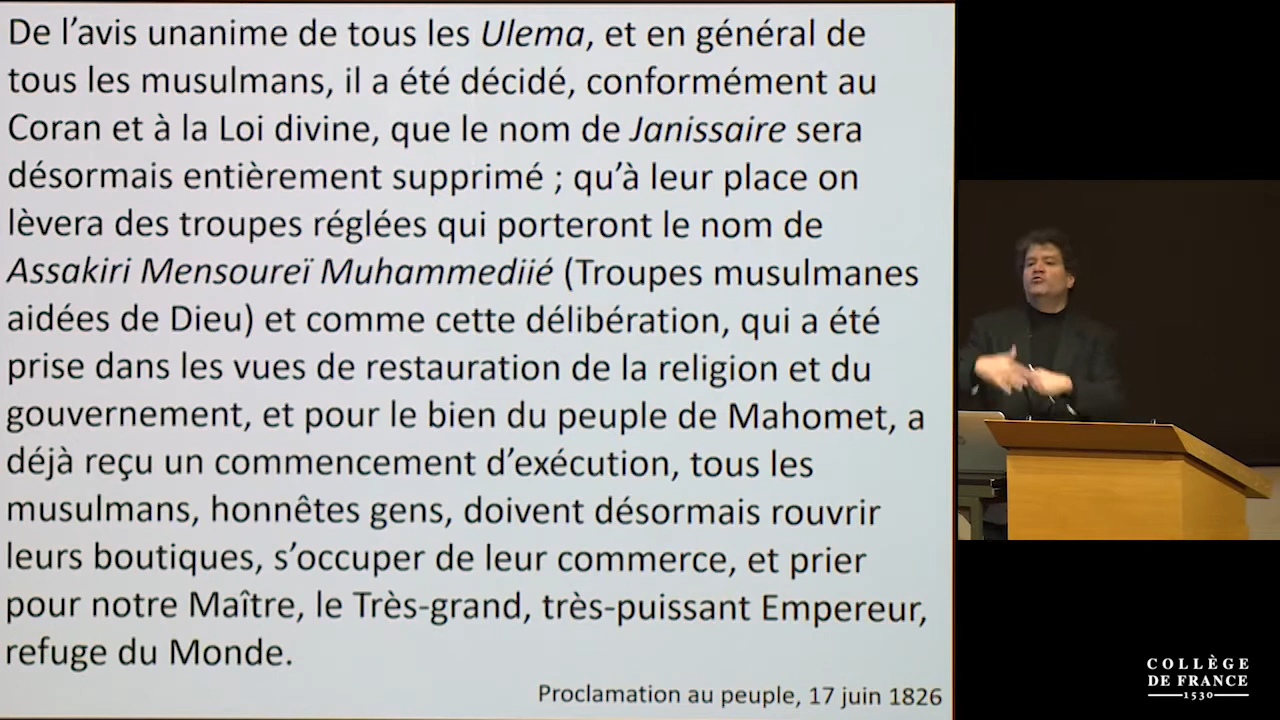 De l’avis unanime de tous les Ulema, et en général de
tous les musulmans, il a été décidé, conformément au
Coran et à la Loi divine, que le nom de Janissaire sera
désormais entièrement supprimé ; qu’à leur place on
lèvera des troupes réglées qui porteront le nom de
Assakiri Mensoureï Muhammediié (Troupes musulmanes
aidées de Dieu) et comme cette délibération, qui a été
prise dans les vues de restauration de la religion et du
gouvernement, et pour le bien du peuple de Mahomet, a
déjà reçu un commencement d’exécution, tous les
musulmans, honnêtes gens, doivent désormais rouvrir
leurs boutiques, s’occuper de leur commerce, et prier
pour notre Maître, le Très-grand, très-puissant Empereur,
refuge du Monde.
Proclamation au peuple, 17 juin 1826
COLLÈGE
DE FRANCE
1530